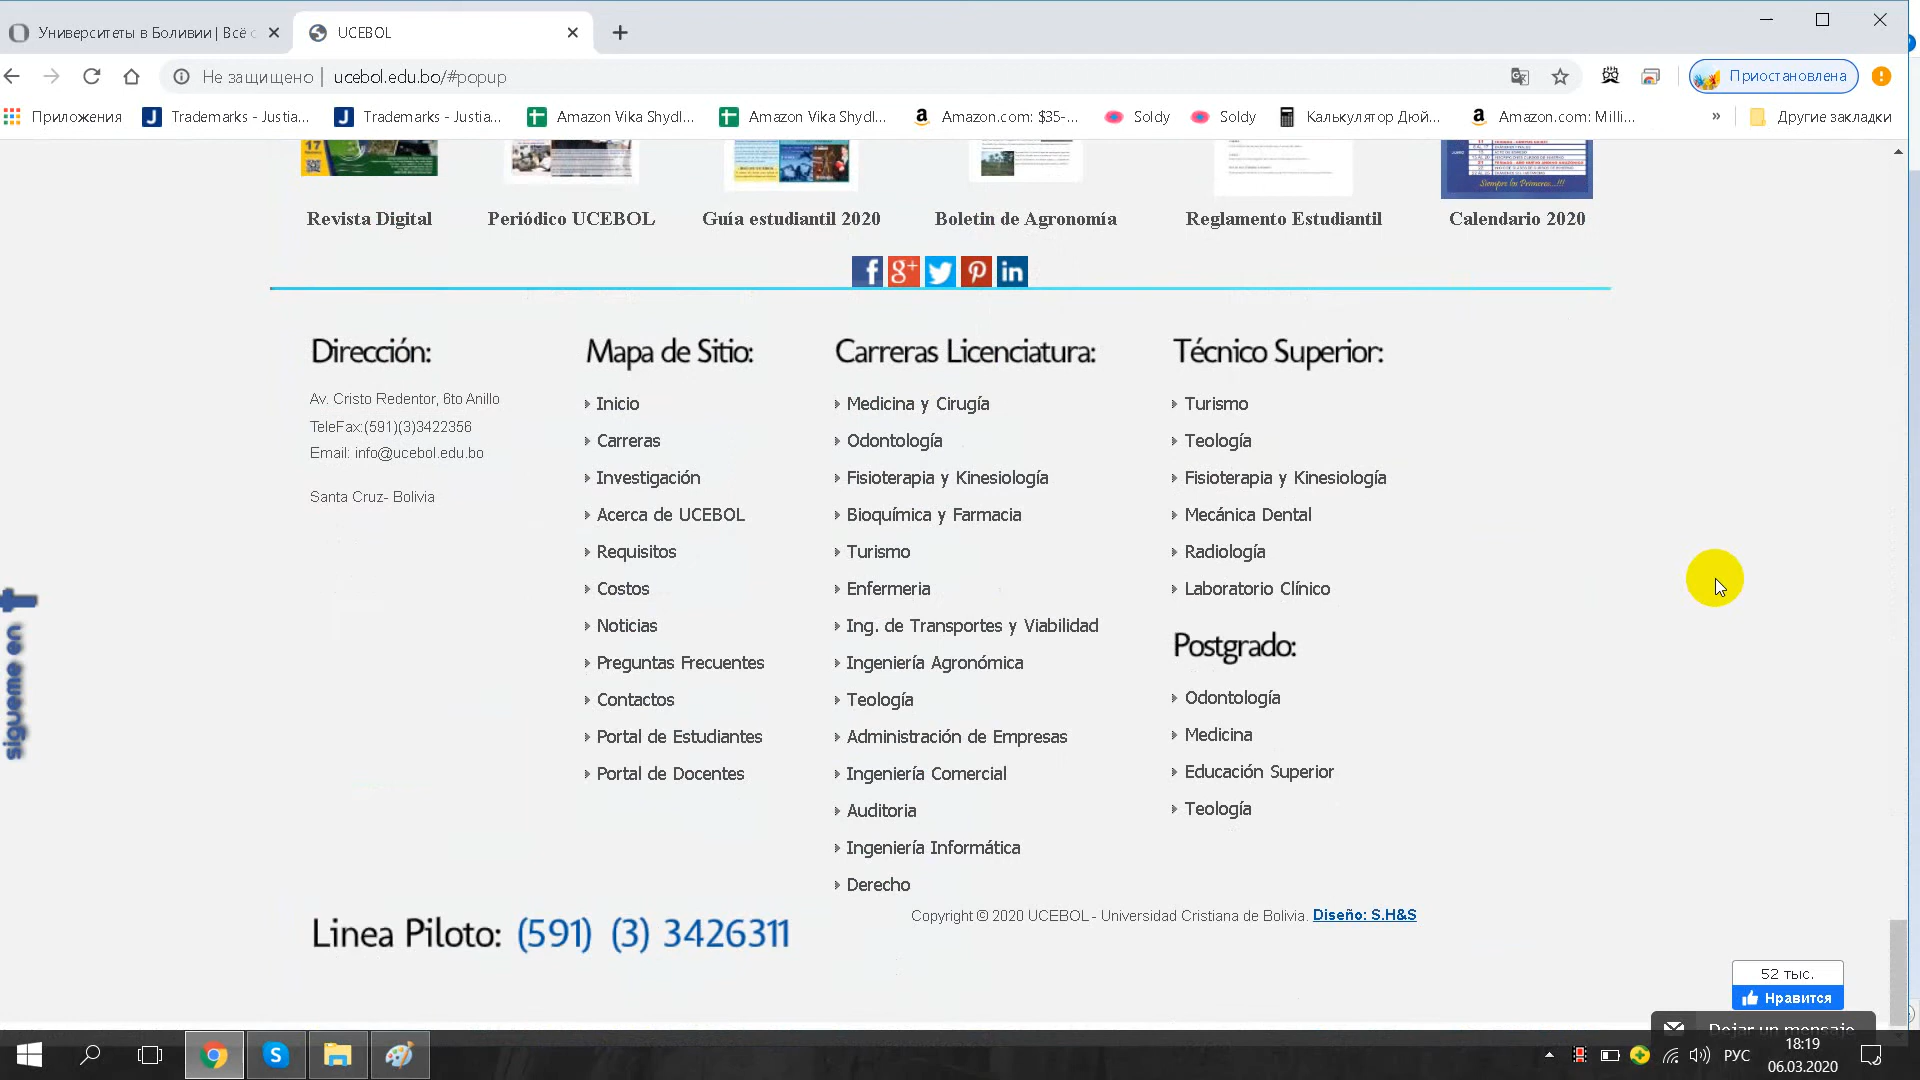 Университеты в Боливии | Всё с
UCEBOL
Не защищено
ucebol.edu.bo/#popup
Приостановлена
Приложения
Trademarks - Justia...
Trademarks - Justia...
Amazon Vika Shydl...
Amazon Vika Shydl...
Amazon.com: $35-...
Soldy
Soldy
Калькулятор Дюй...
Amazon.com: Milli...
»
Другие закладки
17
Siempre los Primeros...!!!
Revista Digital
Periódico UCEBOL
Guía estudiantil 2020
Boletin de Agronomía
Reglamento Estudiantil
Calendario 2020
Dirección:
Av. Cristo Redentor, 6to Anillo
TeleFax:(591)(3)3422356
Email: info@ucebol.edu.bo
Santa Cruz- Bolivia
Mapa de Sitio:
Inicio
Carreras
Investigación
Acerca de UCEBOL
Requisitos
Costos
Noticias
Preguntas Frecuentes
Contactos
Portal de Estudiantes
Portal de Docentes
Carreras Licenciatura:
Medicina y Cirugía
Odontología
Fisioterapia y Kinesiología
Bioquímica y Farmacia
Turismo
Enfermeria
Ing. de Transportes y Viabilidad
Ingeniería Agronómica
Teología
Administración de Empresas
Ingeniería Comercial
Auditoria
Ingeniería Informática
Derecho
Técnico Superior:
Turismo
Teología
Fisioterapia y Kinesiología
Mecánica Dental
Radiología
Laboratorio Clínico
Postgrado:
Odontología
Medicina
Educación Superior
Teología
sigueme en
Linea Piloto: (591) (3) 3426311
Copyright © 2020 UCEBOL - Universidad Cristiana de Bolivia. Diseño: S.H&S
52 тыс.
Нравится
Dejar un mensaje
РУС
18:19
06.03.2020